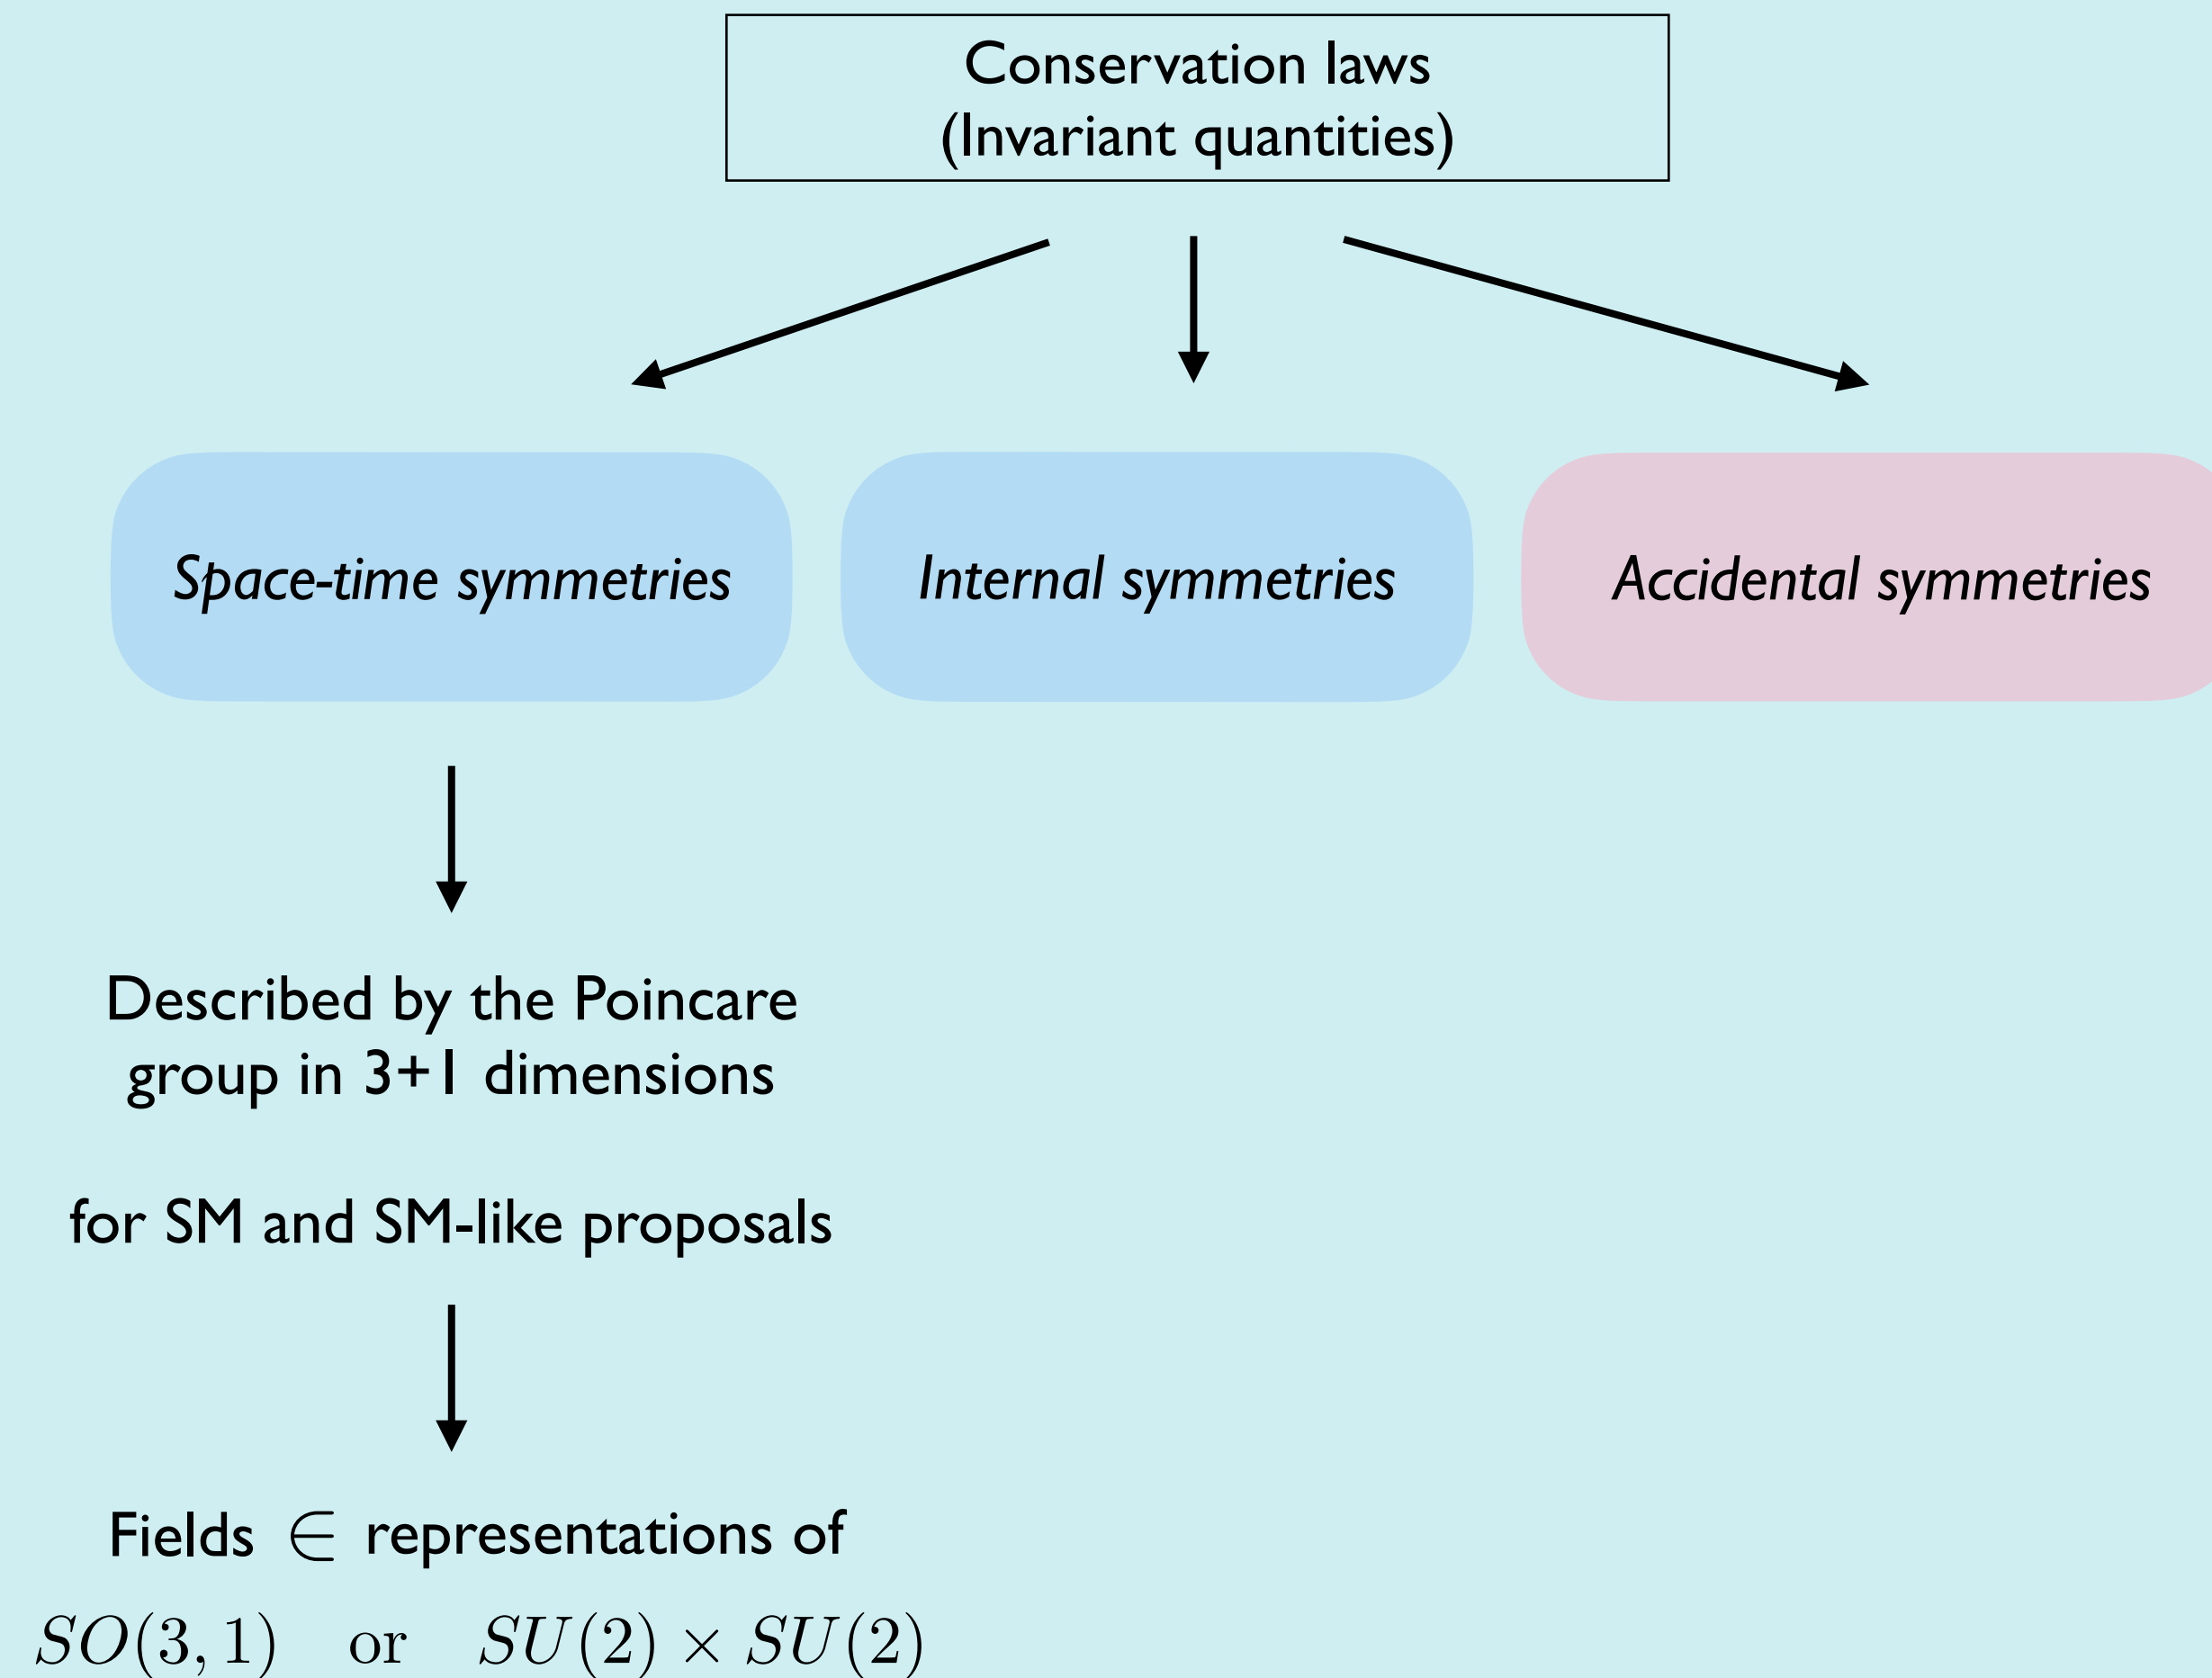 Conservation laws
(Invariant quantities)
Space-time symmetries
Internal symmetries
Accidental symmetries
Described by the Poincare
group in 3+1 dimensions
for SM and SM-like proposals
Fields ∈ representations of
SO(3, 1) or SU(2) × SU(2)